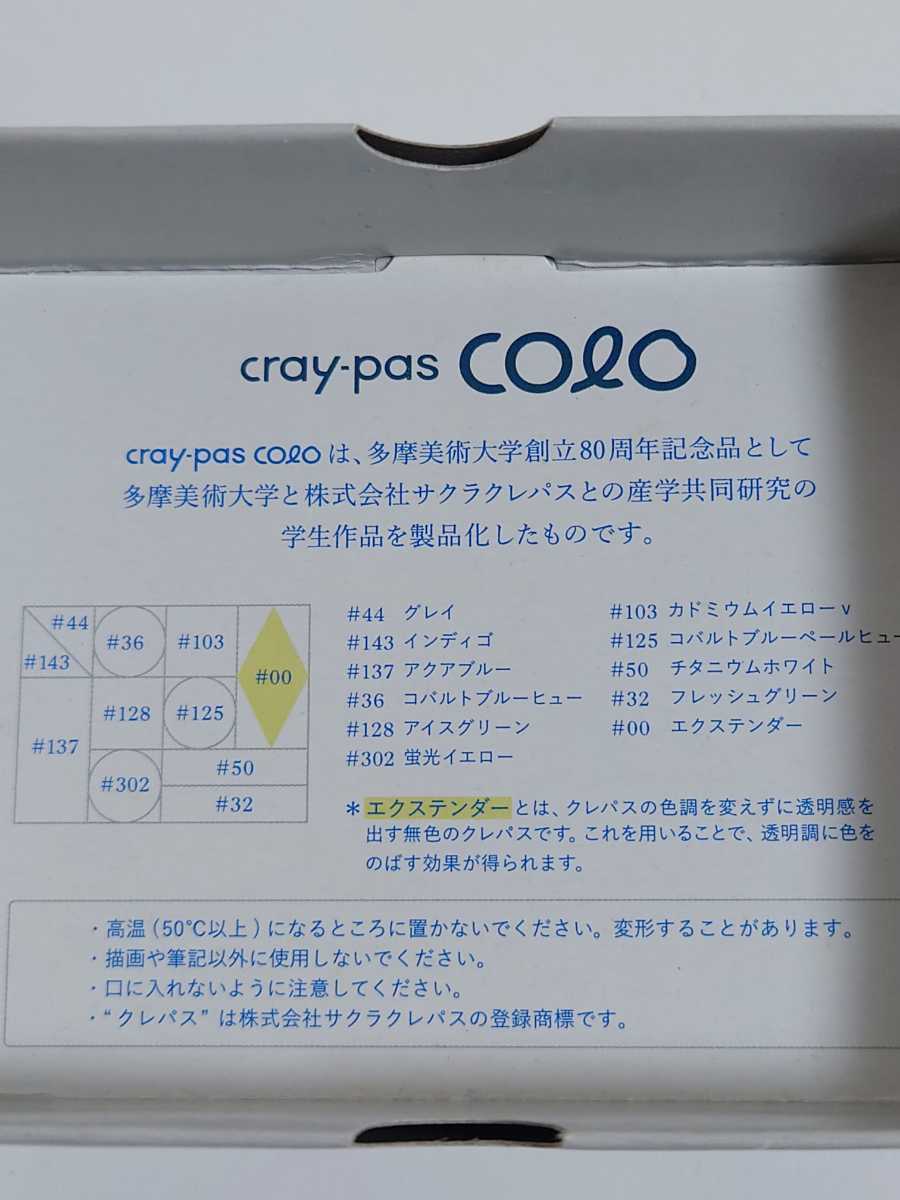 cray-pas colo
cray-pas coloは、多摩美術大学創立80周年記念品として
多摩美術大学と株式会社サクラクレパスとの産学共同研究の
学生作品を製品化したものです。
#44
#143
#36
#103
#00
#137
#128
#125
#302
#50
#32
#44 グレイ
#143 インディゴ
#137 アクアブルー
#36 コバルトブルーヒュー
#128 アイスグリーン
#302 蛍光イエロー
#103 カドミウムイエローv
#125 コバルトブルーペールヒュー
#50 チタニウムホワイト
#32 フレッシュグリーン
#00 エクステンダー
*エクステンダーとは、クレパスの色調を変えずに透明感を
出す無色のクレパスです。これを用いることで、透明調に色を
のばす効果が得られます。
・高温(50℃以上)になるところに置かないでください。変形することがあります。
・描画や筆記以外に使用しないでください。
・口に入れないように注意してください。
・“クレパス”は株式会社サクラクレパスの登録商標です。